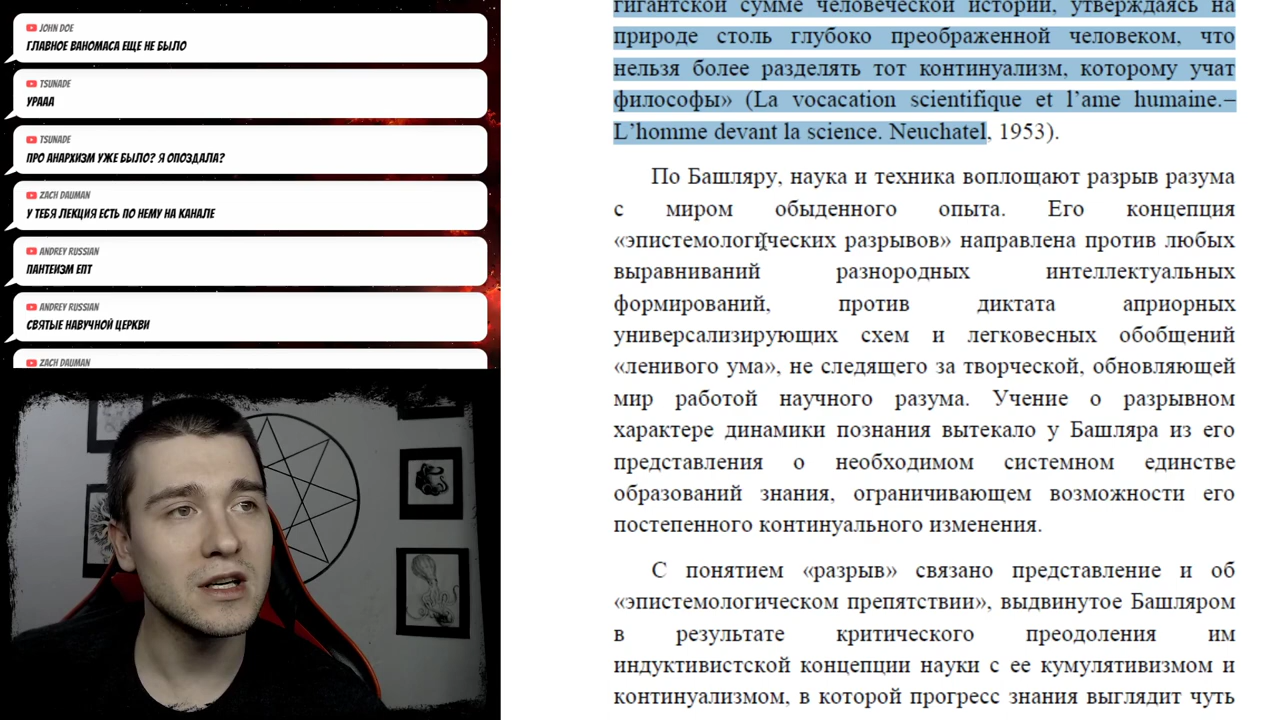 JOHN DOE
ГЛАВНОЕ ВАНОМАСА ЕЩЕ НЕ БЫЛО
TSUNADE
УРААА
TSUNADE
ПРО АНАРХИЗМ УЖЕ БЫЛО? Я ОПОЗДАЛА?
ZACH DAUMAN
У ТЕБЯ ЛЕКЦИЯ ЕСТЬ ПО НЕМУ НА КАНАЛЕ
ANDREY RUSSIAN
ПАНТЕИЗМ ЕПТ
ANDREY RUSSIAN
СВЯТЫЕ НАВУЧНОЙ ЦЕРКВИ
ZACH DAUMAN
гигантской сумме человеческой истории, утверждаясь на
природе столь глубоко преображенной человеком, что
нельзя более разделять тот континуализм, которому учат
философы» (La vocacation scientifique et l’ame humaine.–
L’homme devant la science. Neuchatel, 1953).
По Башляру, наука и техника воплощают разрыв разума
с миром обыденного опыта. Его концепция
«эпистемологических разрывов» направлена против любых
выравниваний разнородных интеллектуальных
формирований, против диктата априорных
универсализирующих схем и легковесных обобщений
«ленивого ума», не следящего за творческой, обновляющей
мир работой научного разума. Учение о разрывном
характере динамики познания вытекало у Башляра из его
представления о необходимом системном единстве
образований знания, ограничивающем возможности его
постепенного континуального изменения.
С понятием «разрыв» связано представление и об
«эпистемологическом препятствии», выдвинутое Башляром
в результате критического преодоления им
индуктивистской концепции науки с ее кумулятивизмом и
континуализмом, в которой прогресс знания выглядит чуть